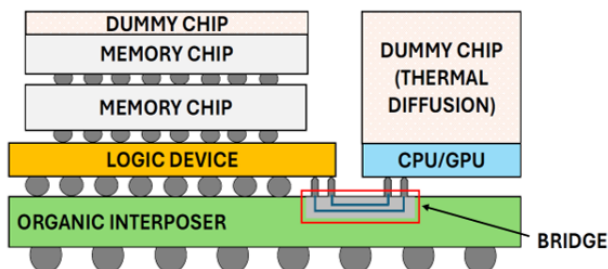 DUMMY CHIP
MEMORY CHIP
MEMORY CHIP
LOGIC DEVICE
DUMMY CHIP
(THERMAL
DIFFUSION)
CPU/GPU
ORGANIC INTERPOSER
BRIDGE